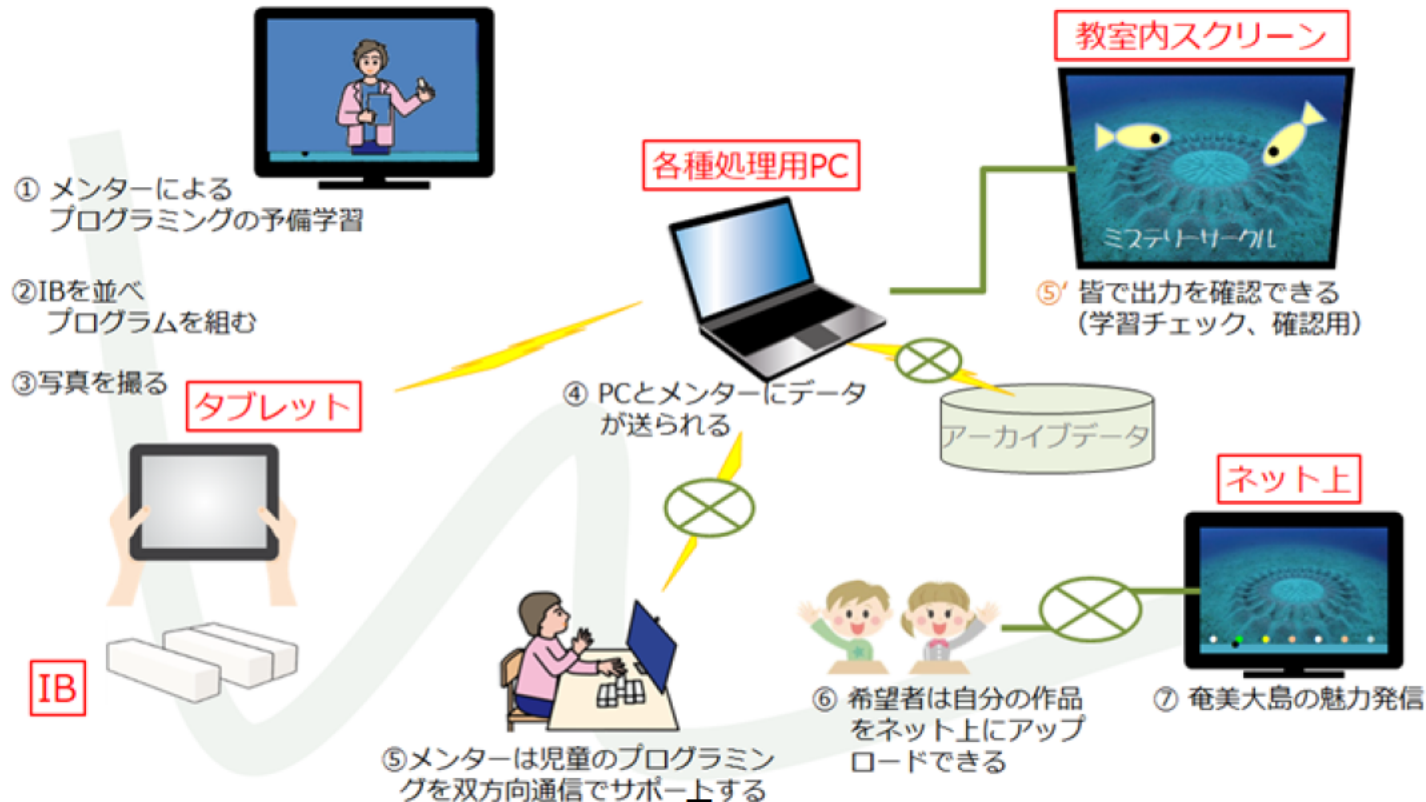 ① メンターによる
プログラミングの予備学習
②IBを並べ
プログラムを組む
③写真を撮る
タブレット
IB
各種処理用PC
④ PCとメンターにデータ
が送られる
教室内スクリーン
ミステリーサークル
⑤′ 皆で出力を確認できる
（学習チェック、確認用）
アーカイブデータ
⑤メンターは児童のプログラミン
グを双方向通信でサポートする
⑥ 希望者は自分の作品
をネット上にアップ
ロードできる
ネット上
⑦ 奄美大島の魅力発信